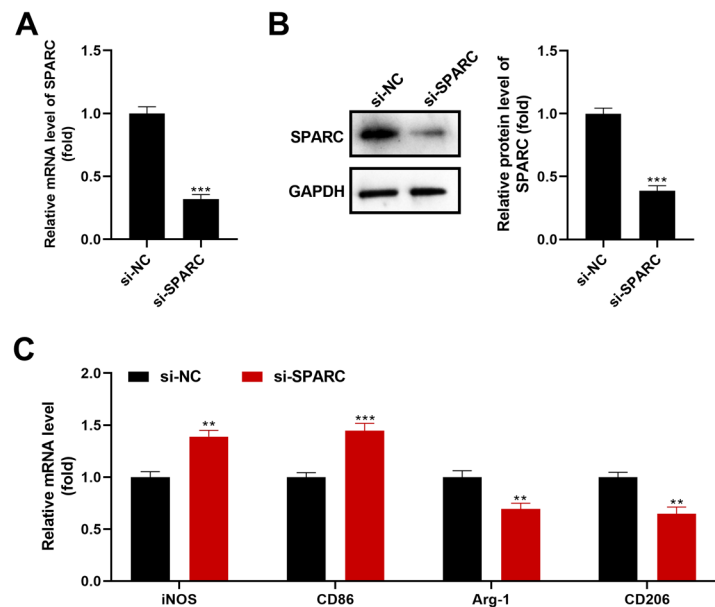 A
Relative mRNA level of SPARC
(fold)
1.5
1.0
0.5
0.0
***
si-NC
si-SPARC
B
si-NC
si-SPARC
SPARC
GAPDH
Relative protein level of
SPARC (fold)
1.5
1.0
0.5
0.0
***
si-NC
si-SPARC
C
si-NC
si-SPARC
Relative mRNA level
(fold)
2.0
1.5
1.0
0.5
0.0
**
***
**
**
iNOS
CD86
Arg-1
CD206